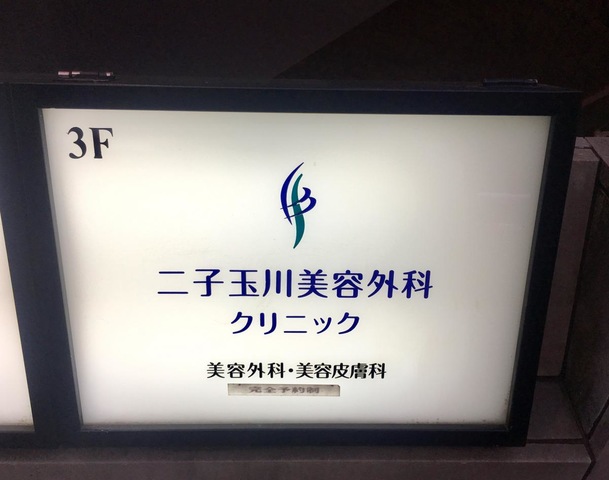 3F
二子玉川美容外科
クリニック
美容外科・美容皮膚科
完全予約制